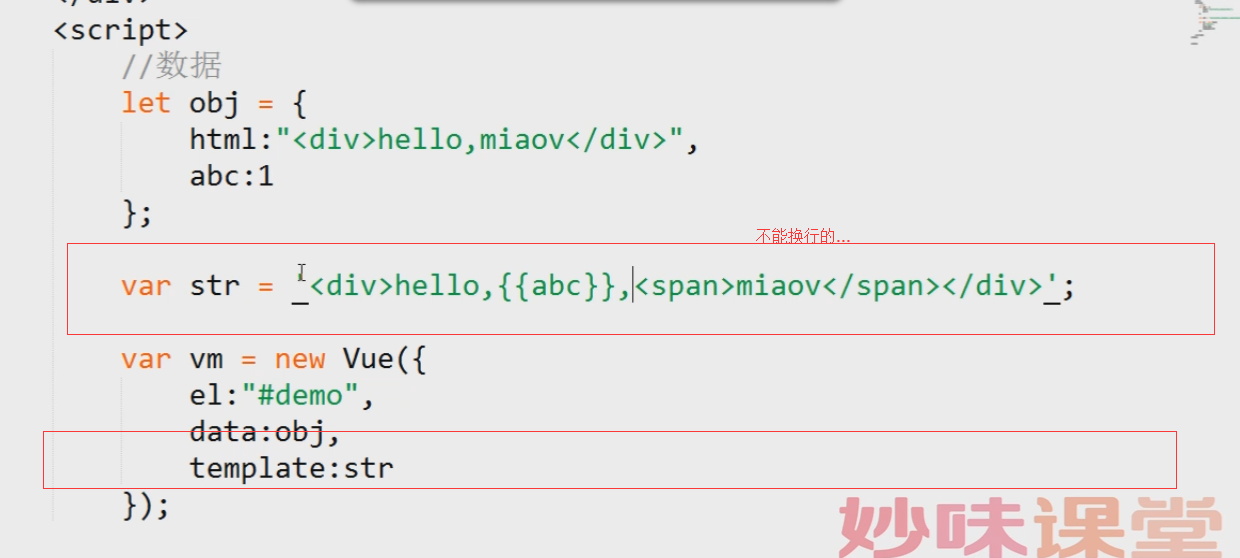 </div>
<script>
//数据
let obj = {
html:"<div>hello,miaov</div>",
abc:1
};
不能换行的...
var str = '<div>hello,{{abc}},<span>miaov</span></div>';
var vm = new Vue({
el:"#demo",
data:obj,
template:str
});
妙味课堂